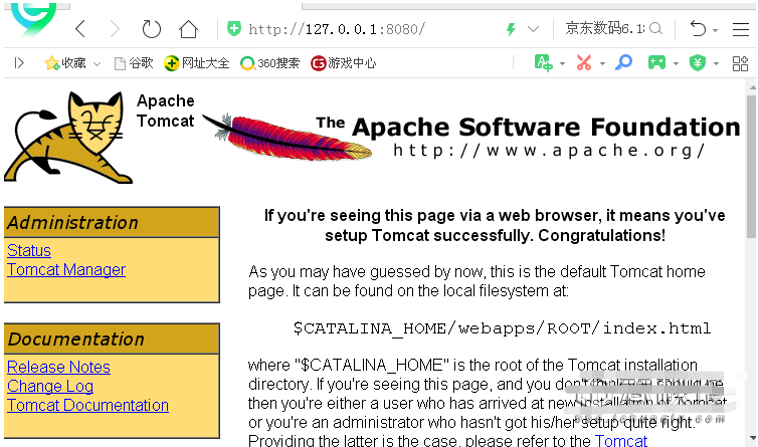 http://127.0.0.1:8080/
京东数码6.1
收藏
谷歌
网址大全
360搜索
游戏中心
Apache
Tomcat
The Apache Software Foundation
http://www.apache.org/
Administration
Status
Tomcat Manager
Documentation
Release Notes
Change Log
Tomcat Documentation
If you're seeing this page via a web browser, it means you've
setup Tomcat successfully. Congratulations!
As you may have guessed by now, this is the default Tomcat home
page. It can be found on the local filesystem at:
$CATALINA_HOME/webapps/ROOT/index.html
where "$CATALINA_HOME" is the root of the Tomcat installation
directory. If you're seeing this page, and you don't think you should be,
then you're either a user who has arrived at new installation of Tomcat,
or you're an administrator who hasn't got his/her setup quite right.
Providing the latter is the case, please refer to the Tomcat